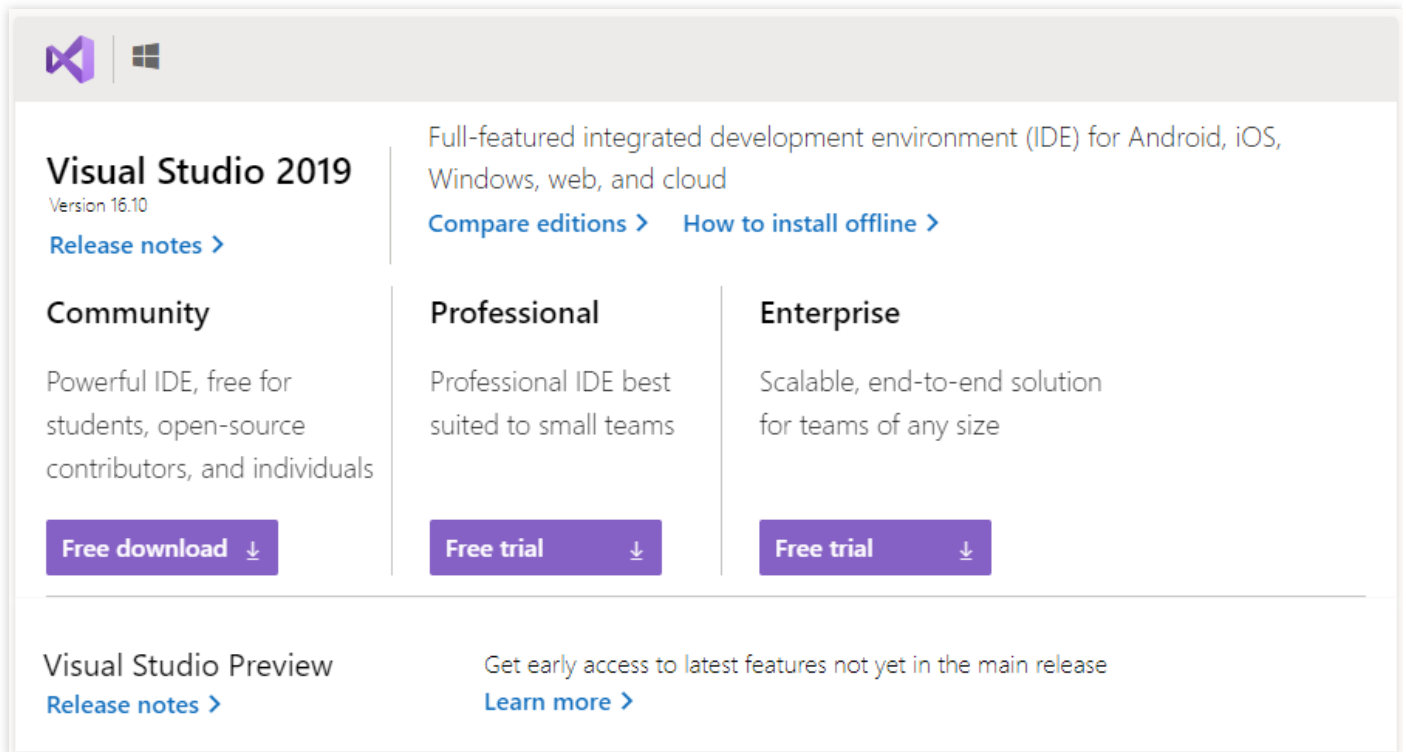 Visual Studio 2019
Version 16.10
Release notes
Full-featured integrated development environment (IDE) for Android, iOS,
Windows, web, and cloud
Compare editions
How to install offline
Community
Powerful IDE, free for
students, open-source
contributors, and individuals
Free download
Professional
Professional IDE best
suited to small teams
Free trial
Enterprise
Scalable, end-to-end solution
for teams of any size
Free trial
Visual Studio Preview
Release notes
Get early access to latest features not yet in the main release
Learn more